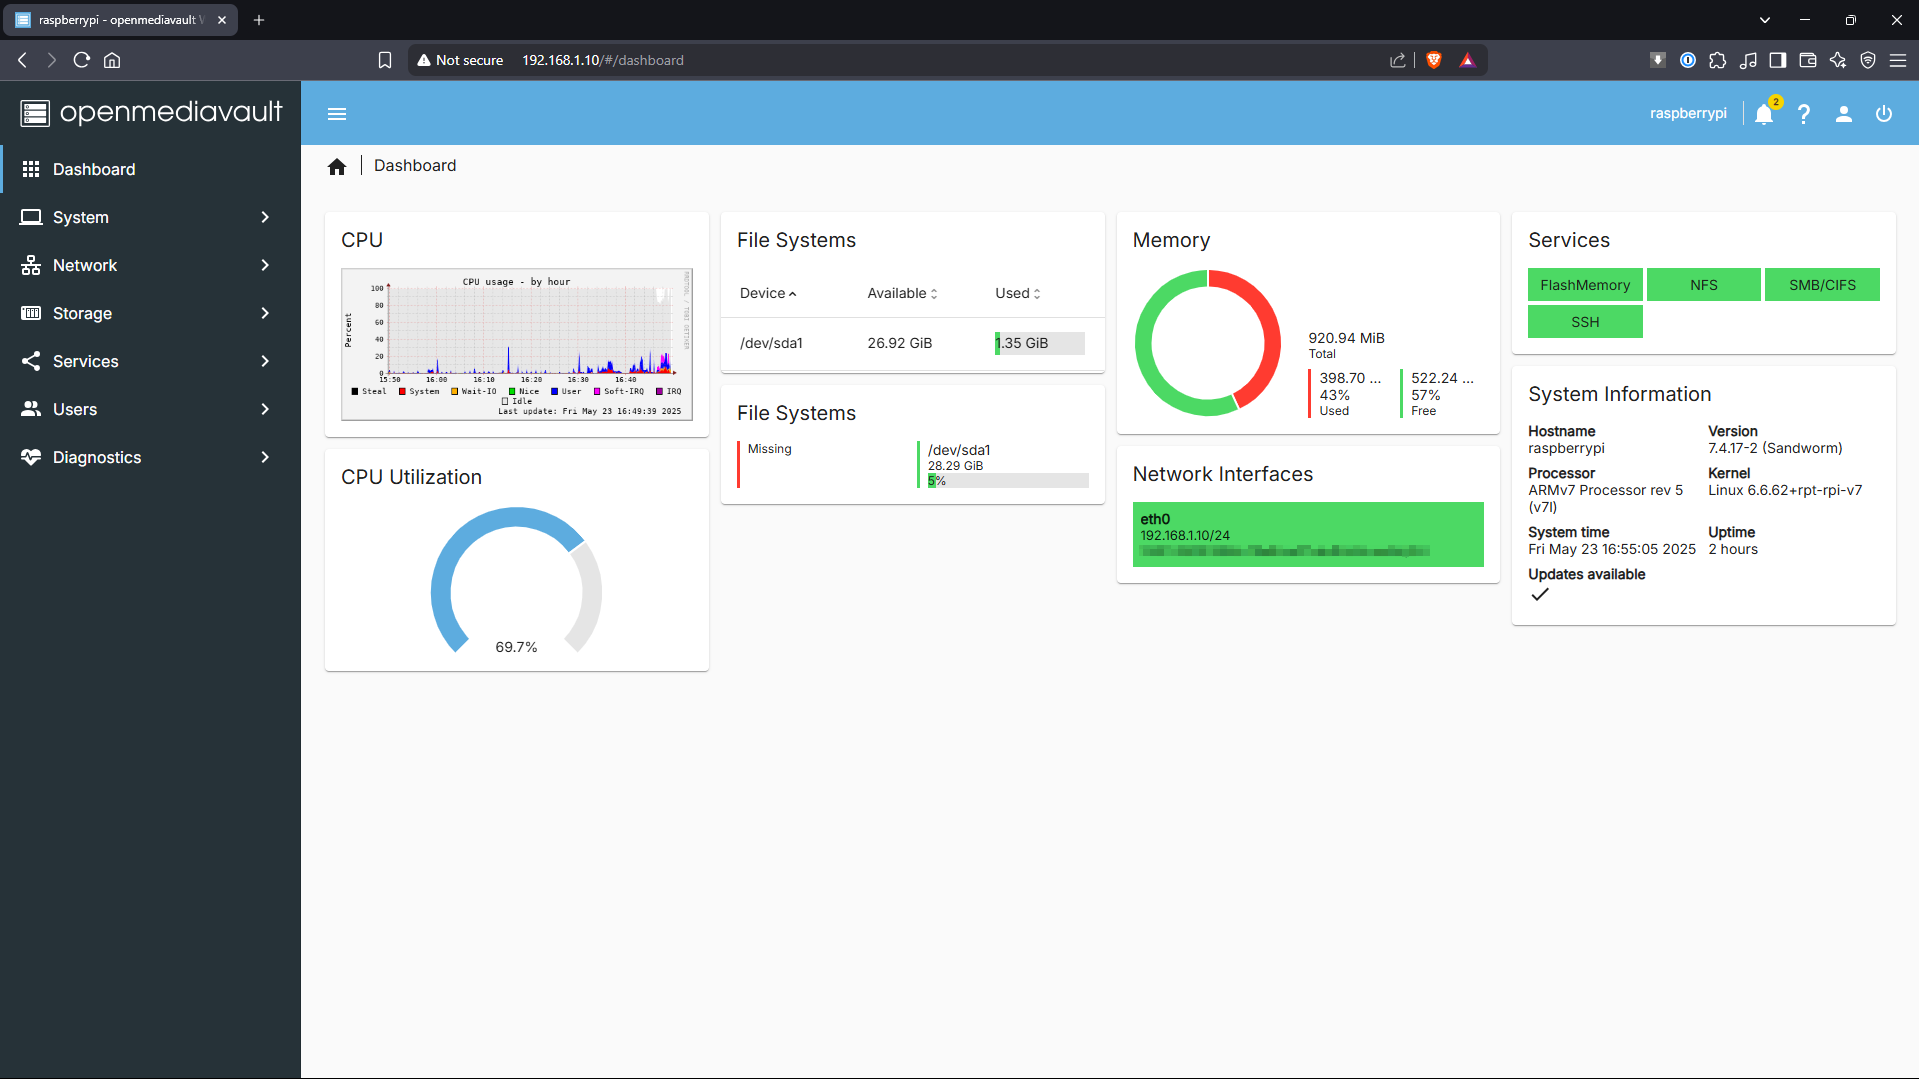 raspberrypi - openmediavault
Not secure
192.168.1.10/#/dashboard
openmediavault
raspberrypi
2
Dashboard
System
Network
Storage
Services
Users
Diagnostics
Dashboard
CPU
CPU usage - by hour
Percent
100
80
60
40
20
0
15:50 16:00 16:10 16:20 16:30 16:40
Steal System Wait-IO Nice User Soft-IRQ IRQ
Idle
Last update: Fri May 23 16:49:39 2025
RRDTOOL / TOBI OETIKER
CPU Utilization
69.7%
File Systems
Device Available Used
/dev/sda1 26.92 GiB 1.35 GiB
File Systems
Missing
/dev/sda1
28.29 GiB
5%
Memory
920.94 MiB
Total
398.70 ...
43%
Used
522.24 ...
57%
Free
Network Interfaces
eth0
192.168.1.10/24
Services
FlashMemory NFS SMB/CIFS
SSH
System Information
Hostname
raspberrypi
Version
7.4.17-2 (Sandworm)
Processor
ARMv7 Processor rev 5
(v7l)
Kernel
Linux 6.6.62+rpt-rpi-v7
System time
Fri May 23 16:55:05 2025
Uptime
2 hours
Updates available